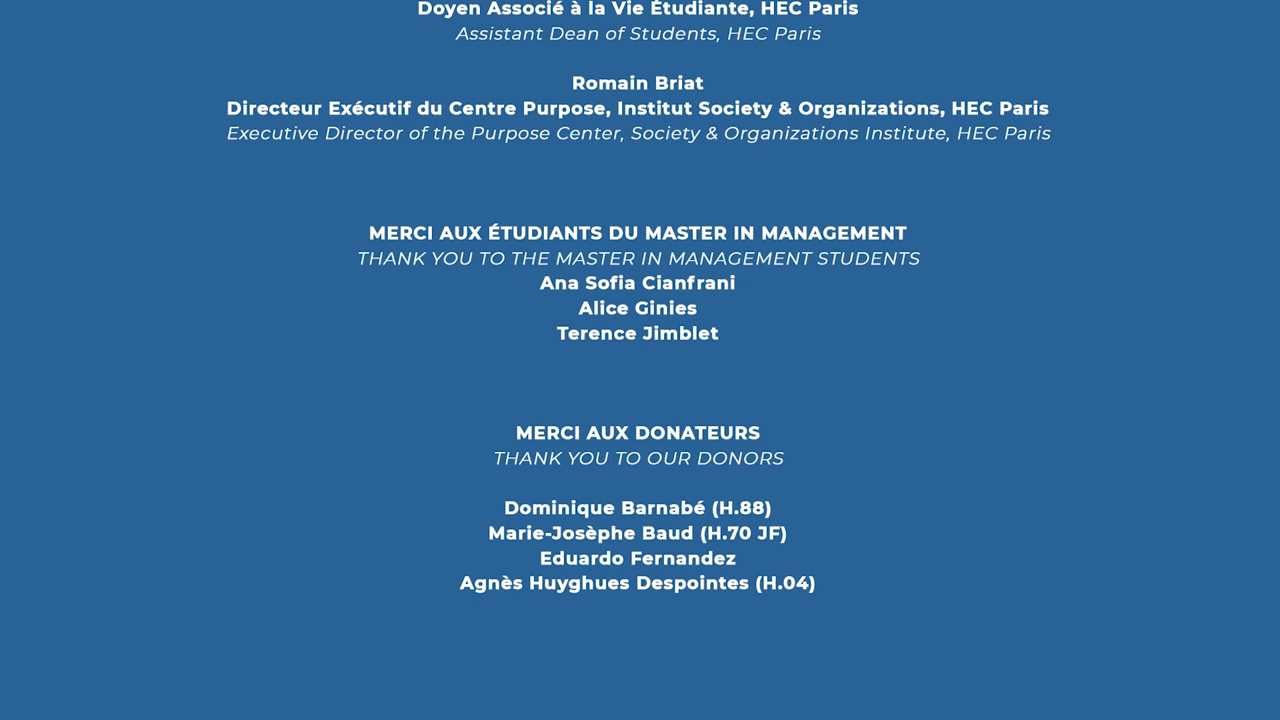 Doyen Associé à la Vie Étudiante, HEC Paris
Assistant Dean of Students, HEC Paris
Romain Briat
Directeur Exécutif du Centre Purpose, Institut Society & Organizations, HEC Paris
Executive Director of the Purpose Center, Society & Organizations Institute, HEC Paris
MERCI AUX ÉTUDIANTS DU MASTER IN MANAGEMENT
THANK YOU TO THE MASTER IN MANAGEMENT STUDENTS
Ana Sofia Cianfrani
Alice Ginies
Terence Jimblet
MERCI AUX DONATEURS
THANK YOU TO OUR DONORS
Dominique Barnabé (H.88)
Marie-Josèphe Baud (H.70 JF)
Eduardo Fernandez
Agnès Huyghues Despointes (H.04)